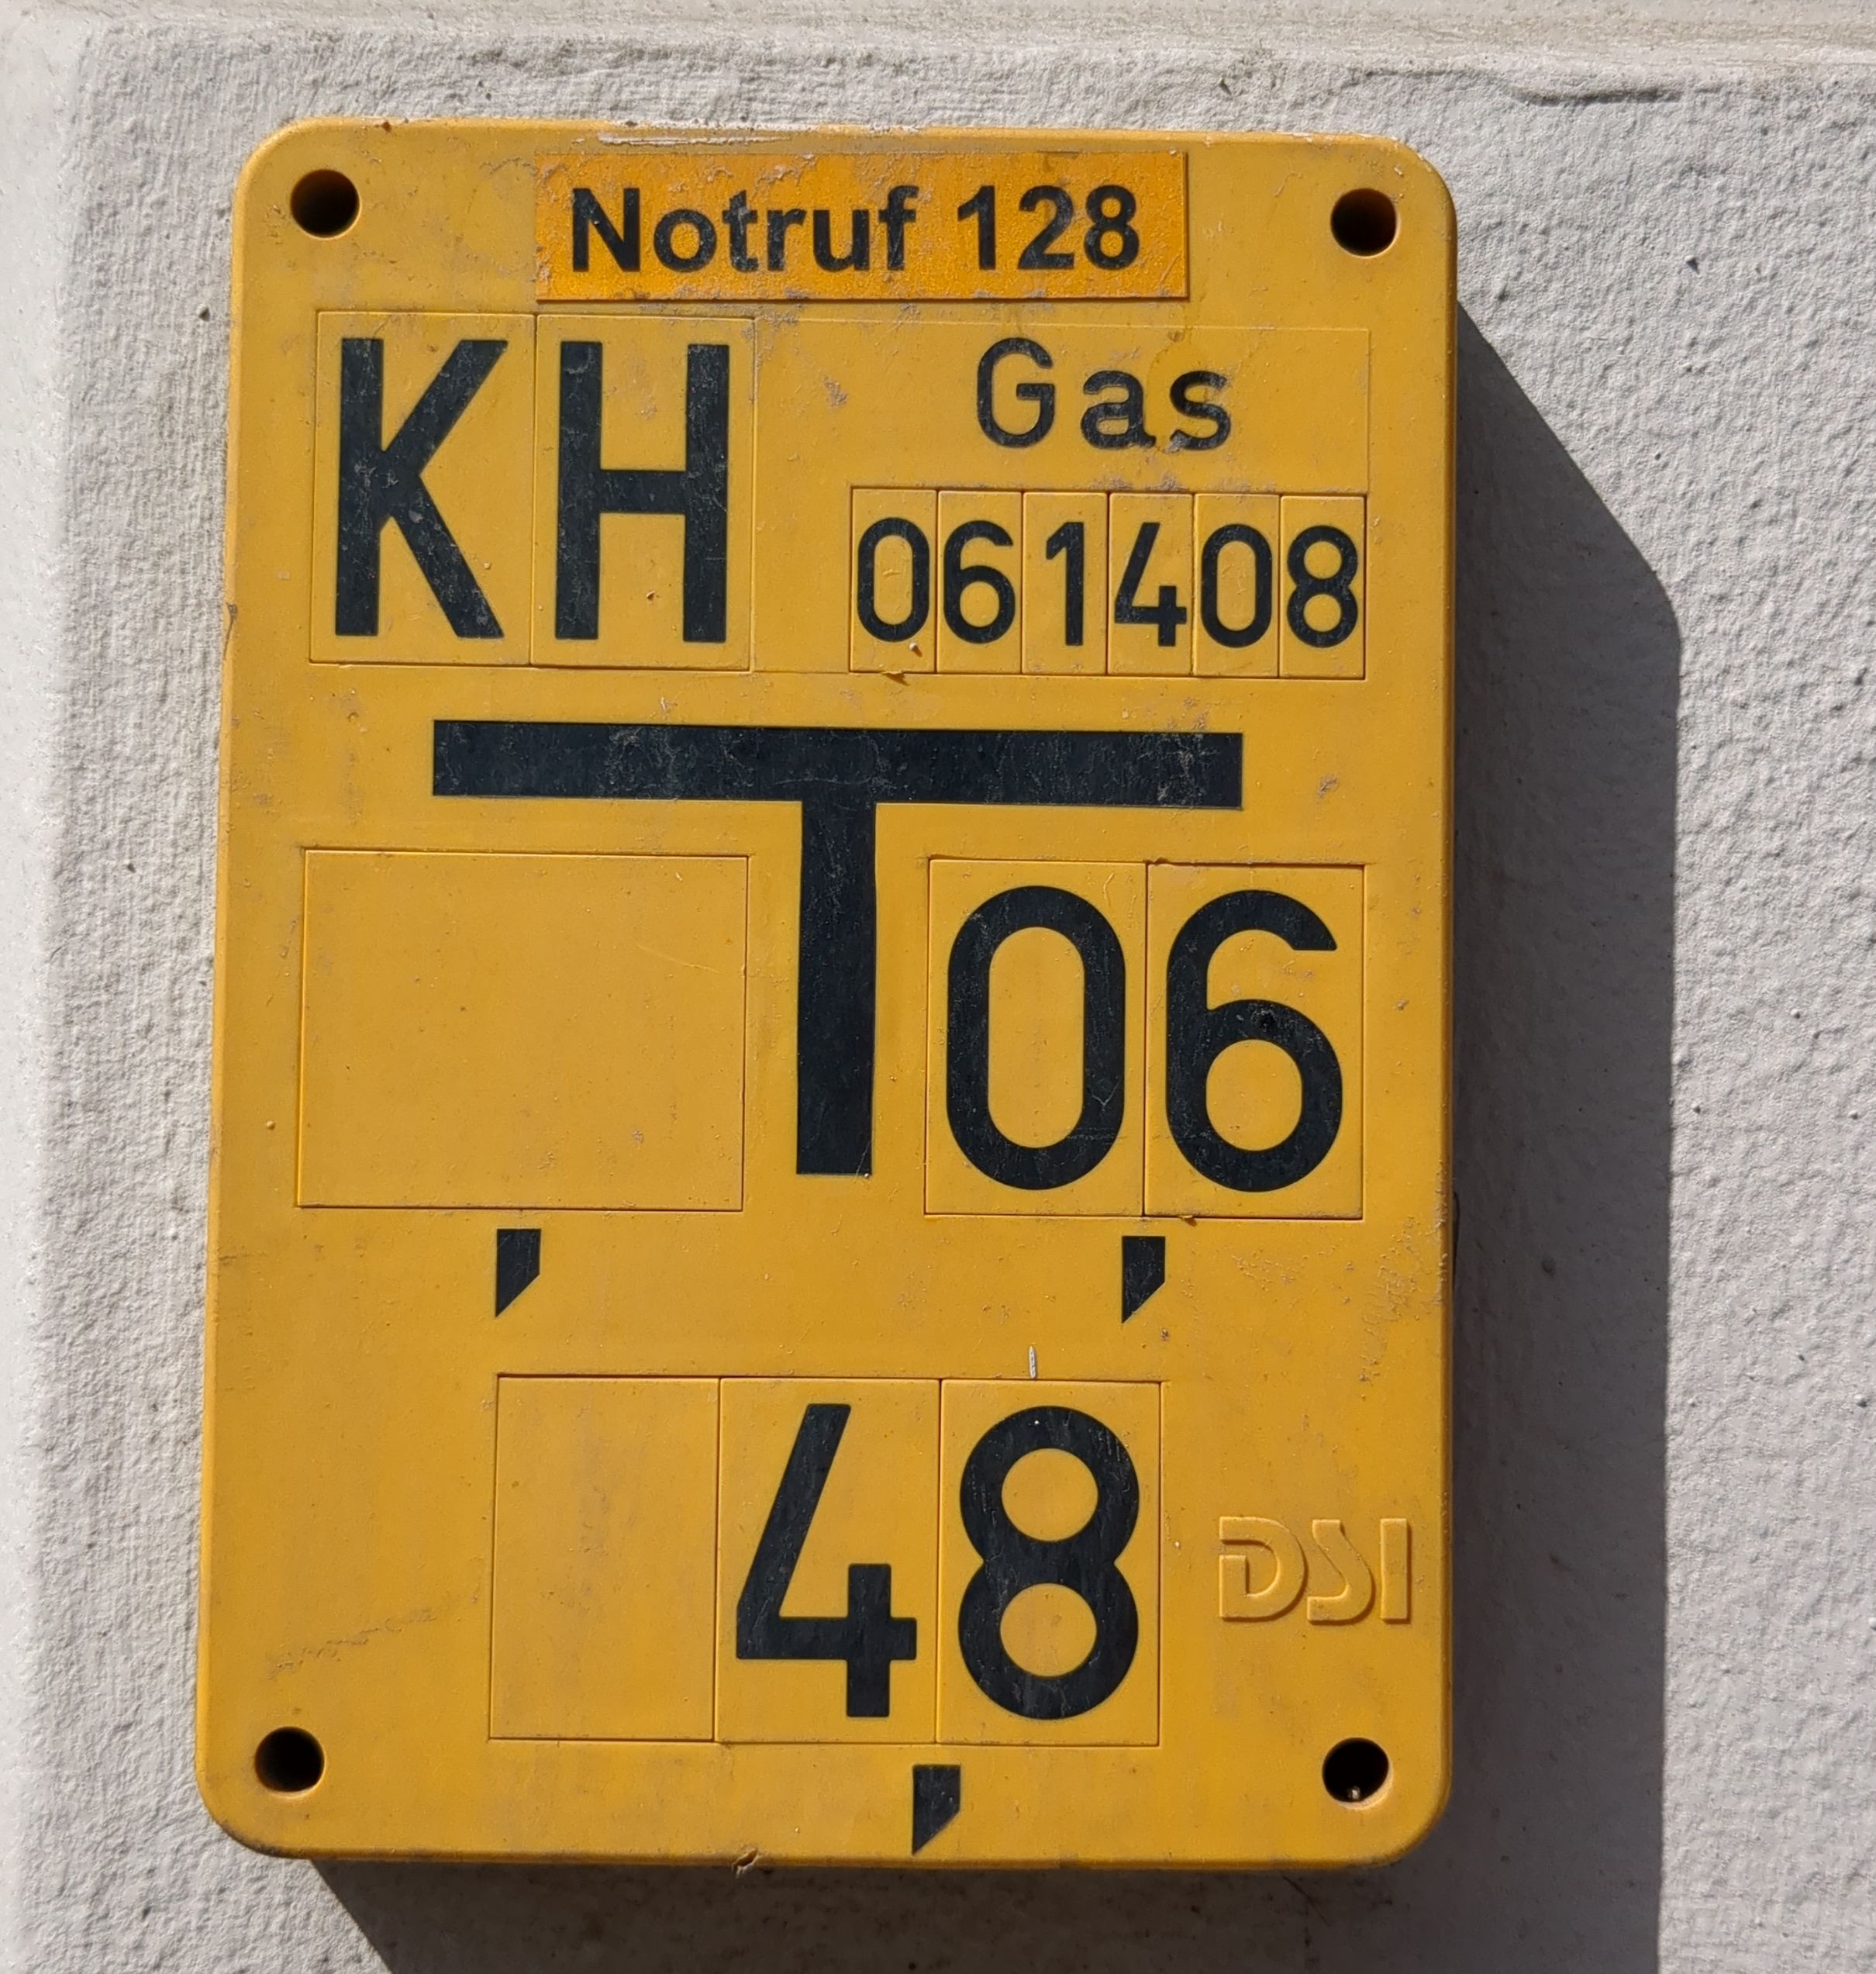 Notruf 128
KH
Gas
061408
06
,
,
48
DSI
,